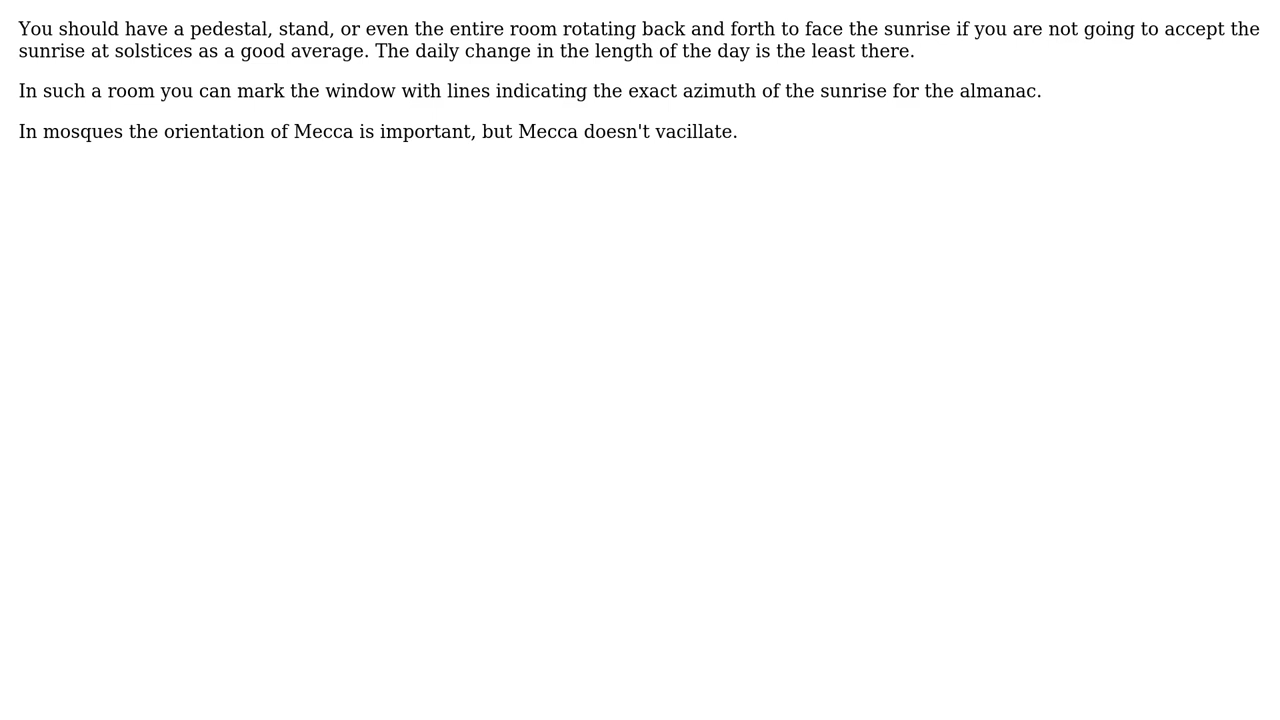 You should have a pedestal, stand, or even the entire room rotating back and forth to face the sunrise if you are not going to accept the
sunrise at solstices as a good average. The daily change in the length of the day is the least there.
In such a room you can mark the window with lines indicating the exact azimuth of the sunrise for the almanac.
In mosques the orientation of Mecca is important, but Mecca doesn't vacillate.